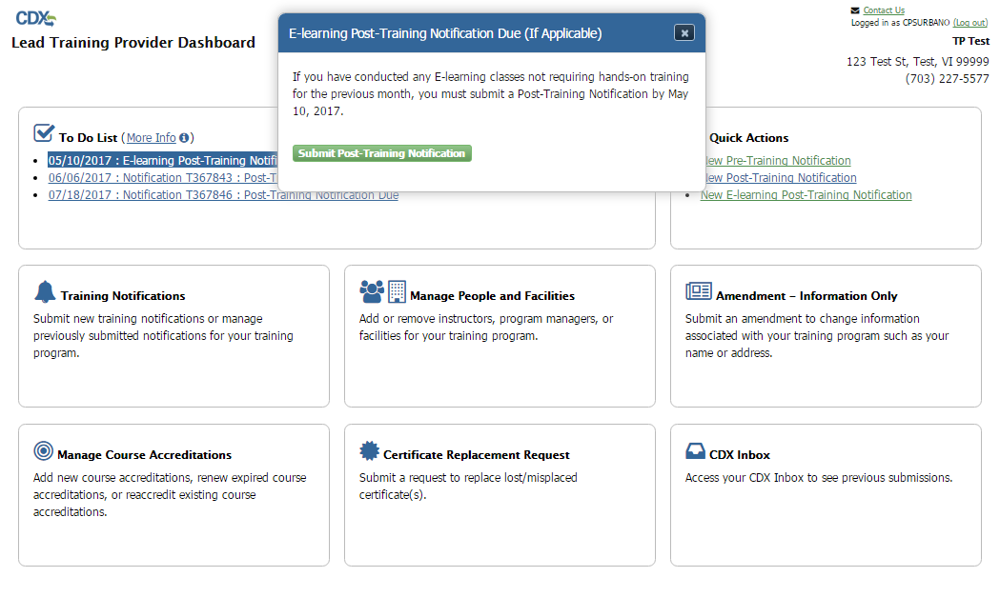 CDX
Lead Training Provider Dashboard
Contact Us
Logged in as CPSURBANO (Log out)
TP Test
123 Test St, Test, VI 99999
(703) 227-5577
E-learning Post-Training Notification Due (If Applicable)
If you have conducted any E-learning classes not requiring hands-on training
for the previous month, you must submit a Post-Training Notification by May
10, 2017.
Submit Post-Training Notification
To Do List (More Info)
05/10/2017 : E-learning Post-Training
06/06/2017 : Notification T367843 :
07/18/2017 : Notification T367846 : Post-Training Notification Due
Quick Actions
Pre-Training Notification
Post-Training Notification
New E-learning Post-Training Notification
Training Notifications
Submit new training notifications or manage
previously submitted notifications for your training
program.
Manage People and Facilities
Add or remove instructors, program managers, or
facilities for your training program.
Amendment – Information Only
Submit an amendment to change information
associated with your training program such as your
name or address.
Manage Course Accreditations
Add new course accreditations, renew expired course
accreditations, or reaccredit existing course
accreditations.
Certificate Replacement Request
Submit a request to replace lost/misplaced
certificate(s).
CDX Inbox
Access your CDX Inbox to see previous submissions.